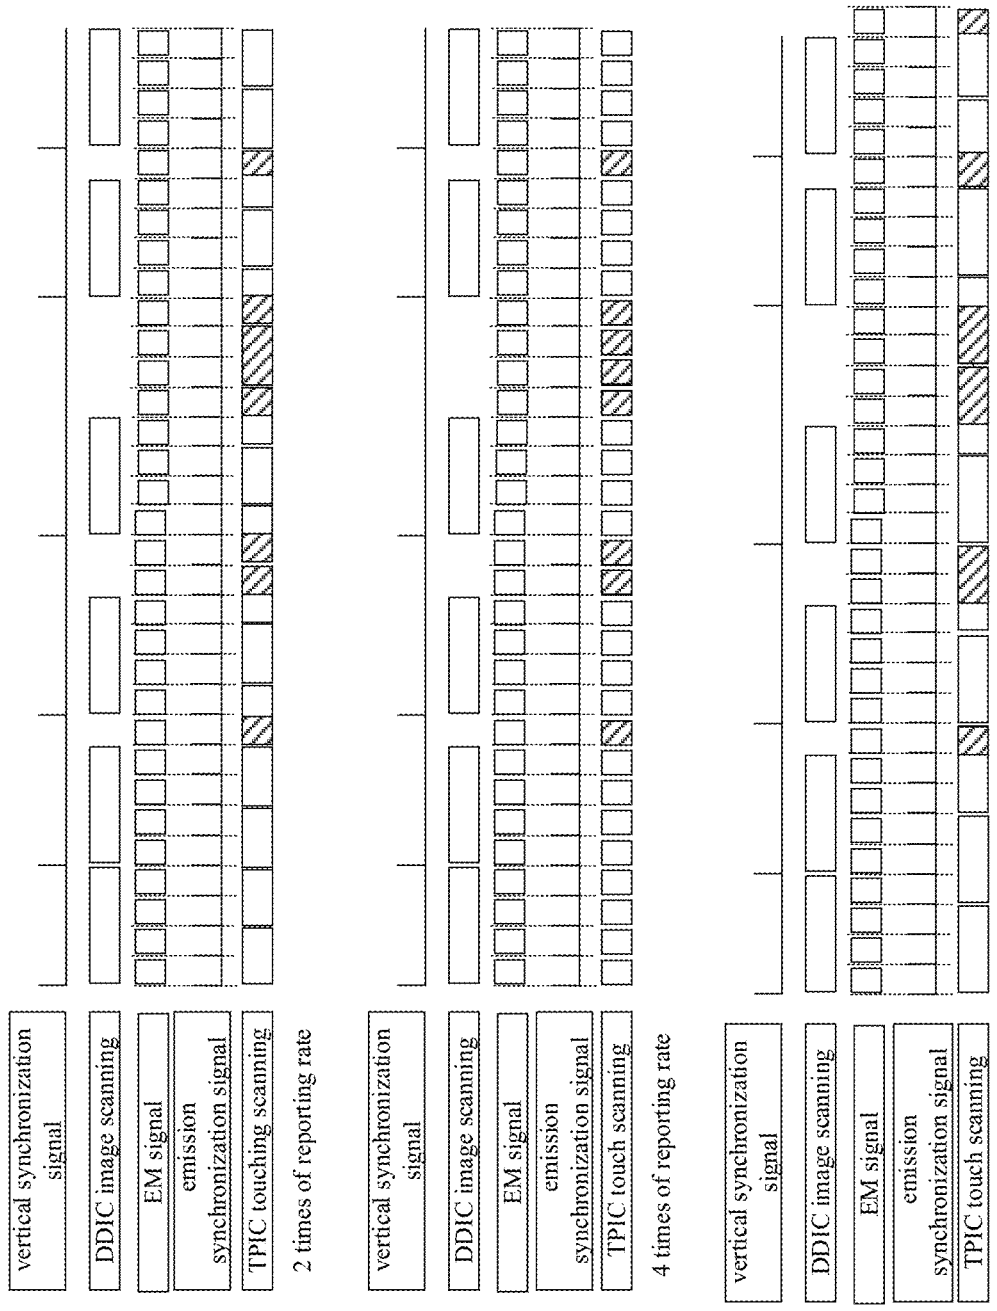 vertical synchronization
signal
DDIC image scanning
EM signal
emission
synchronization signal
TPIC touching scanning
2 times of reporting rate
vertical synchronization
signal
DDIC image scanning
EM signal
emission
synchronization signal
TPIC touch scanning
4 times of reporting rate
vertical synchronization
signal
DDIC image scanning
EM signal
emission
synchronization signal
TPIC touch scanning